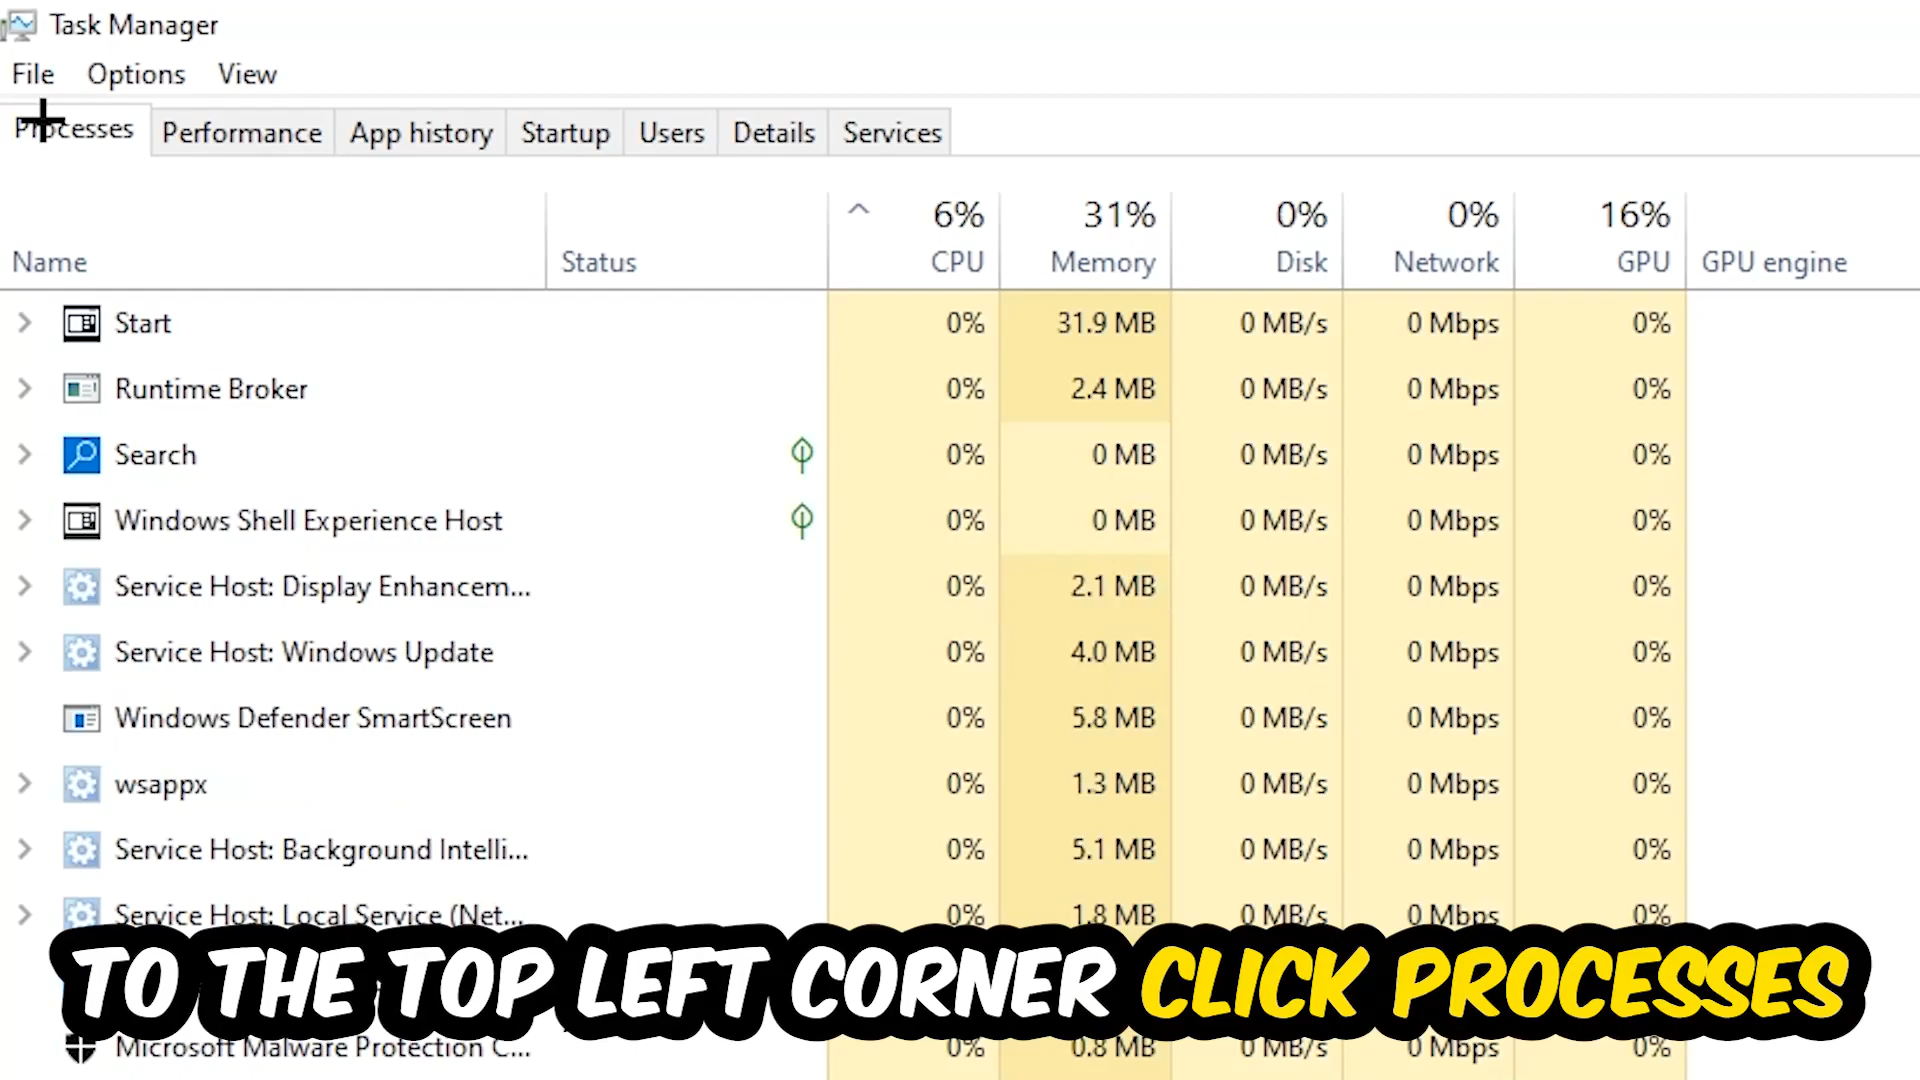 Task Manager
File Options View
Processes Performance App history Startup Users Details Services
6% 31% 0% 0% 16%
Name Status CPU Memory Disk Network GPU GPU engine
Start 0% 31.9 MB 0 MB/s 0 Mbps 0%
Runtime Broker 0% 2.4 MB 0 MB/s 0 Mbps 0%
Search 0% 0 MB 0 MB/s 0 Mbps 0%
Windows Shell Experience Host 0% 0 MB 0 MB/s 0 Mbps 0%
Service Host: Display Enhancem... 0% 2.1 MB 0 MB/s 0 Mbps 0%
Service Host: Windows Update 0% 4.0 MB 0 MB/s 0 Mbps 0%
Windows Defender SmartScreen 0% 5.8 MB 0 MB/s 0 Mbps 0%
wsappx 0% 1.3 MB 0 MB/s 0 Mbps 0%
Service Host: Background Intelli... 0% 5.1 MB 0 MB/s 0 Mbps 0%
Service Host: Local Service (Net... 0% 1.8 MB 0 MB/s 0 Mbps 0%
TO THE TOP LEFT CORNER CLICK PROCESSES
Microsoft Malware Protection C... 0% 0.8 MB 0 MB/s 0 Mbps 0%